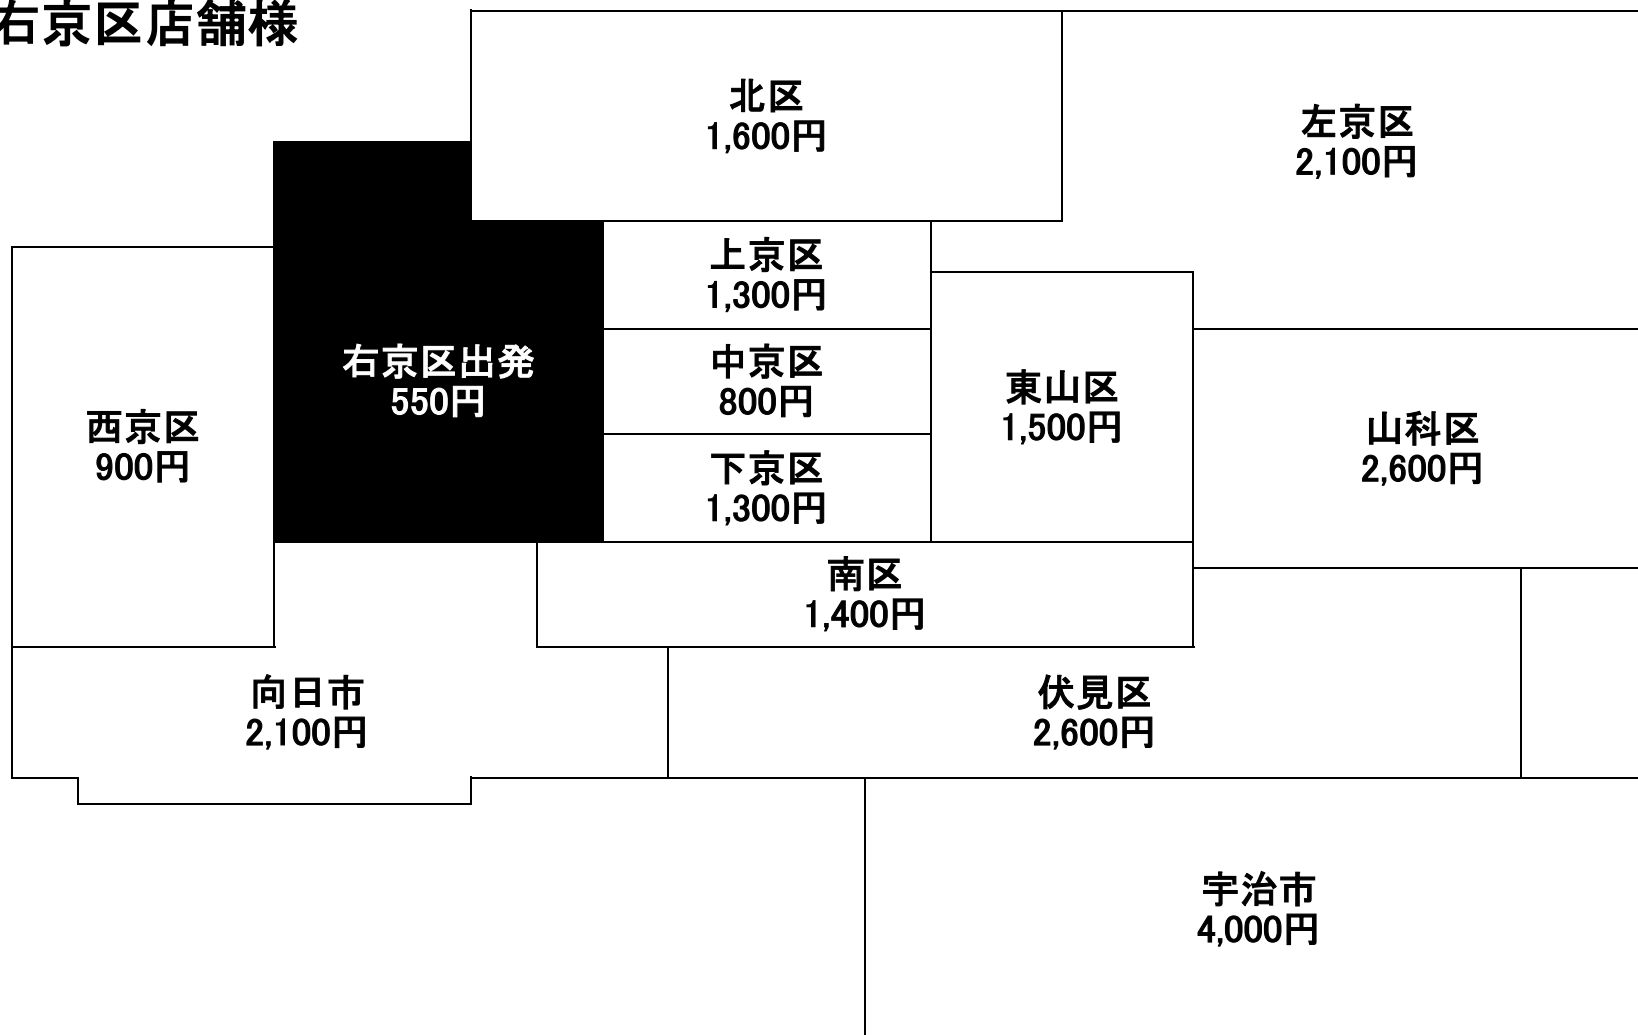 右京区店舗様
北区
1,600円
左京区
2,100円
上京区
1,300円
右京区出発
550円
中京区
800円
東山区
1,500円
西京区
900円
山科区
2,600円
下京区
1,300円
南区
1,400円
向日市
2,100円
伏見区
2,600円
宇治市
4,000円